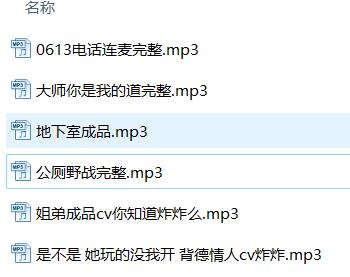 名称
0613电话连麦完整.mp3
大师你是我的道完整.mp3
地下室成品.mp3
公厕野战完整.mp3
姐弟成品cv你知道炸炸么.mp3
是不是 她玩的没我开 背德情人cv炸炸.mp3